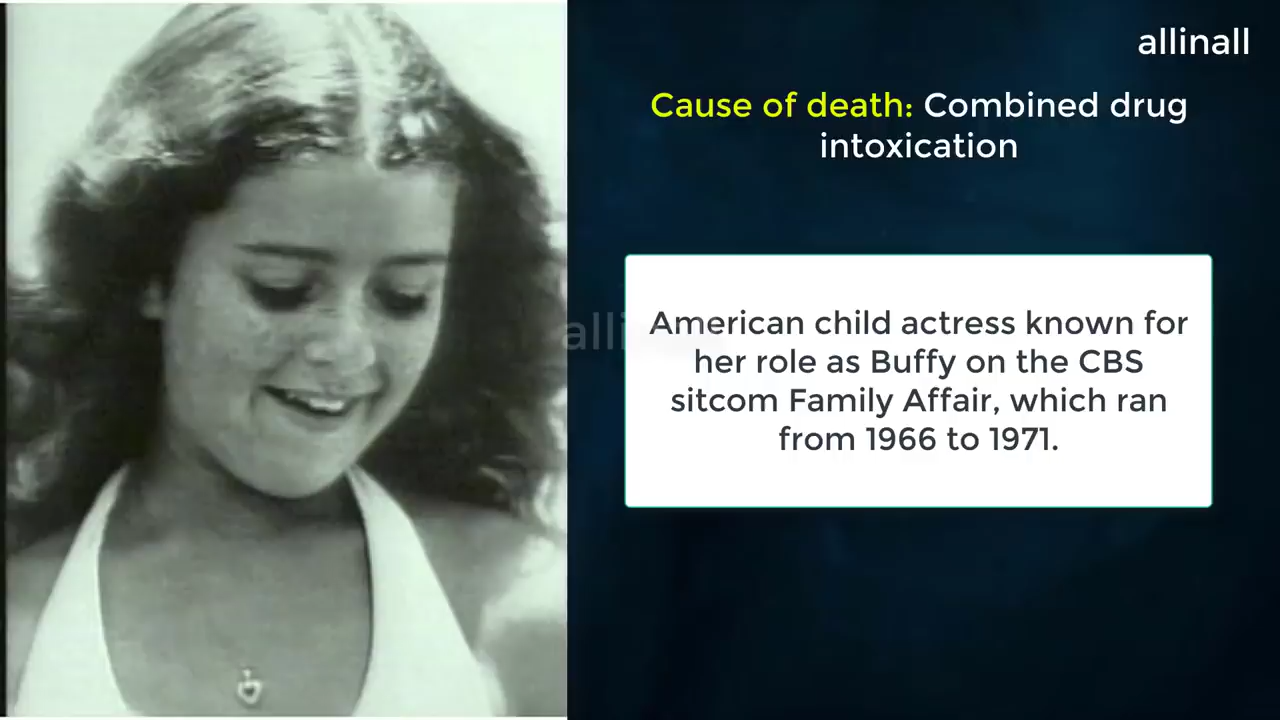 allinall
Cause of death: Combined drug
intoxication
alli
American child actress known for
her role as Buffy on the CBS
sitcom Family Affair, which ran
from 1966 to 1971.